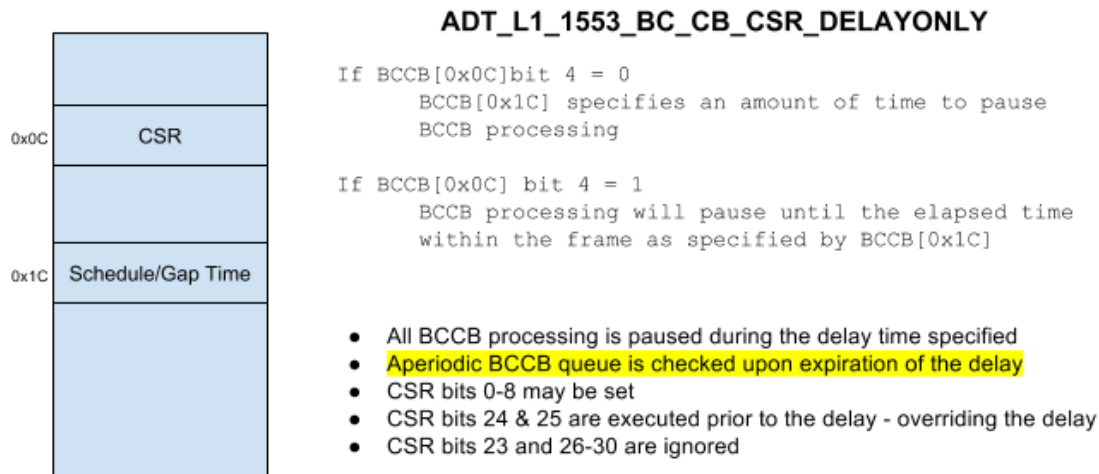 ADT_L1_1553_BC_CB_CSR_DELAYONLY
If BCCB[0x0C]bit 4 = 0
BCCB[0x1C] specifies an amount of time to pause
BCCB processing
If BCCB[0x0C] bit 4 = 1
BCCB processing will pause until the elapsed time
within the frame as specified by BCCB[0x1C]
0x0C
CSR
0x1C
Schedule/Gap Time
● All BCCB processing is paused during the delay time specified
● Aperiodic BCCB queue is checked upon expiration of the delay
● CSR bits 0-8 may be set
● CSR bits 24 & 25 are executed prior to the delay - overriding the delay
● CSR bits 23 and 26-30 are ignored